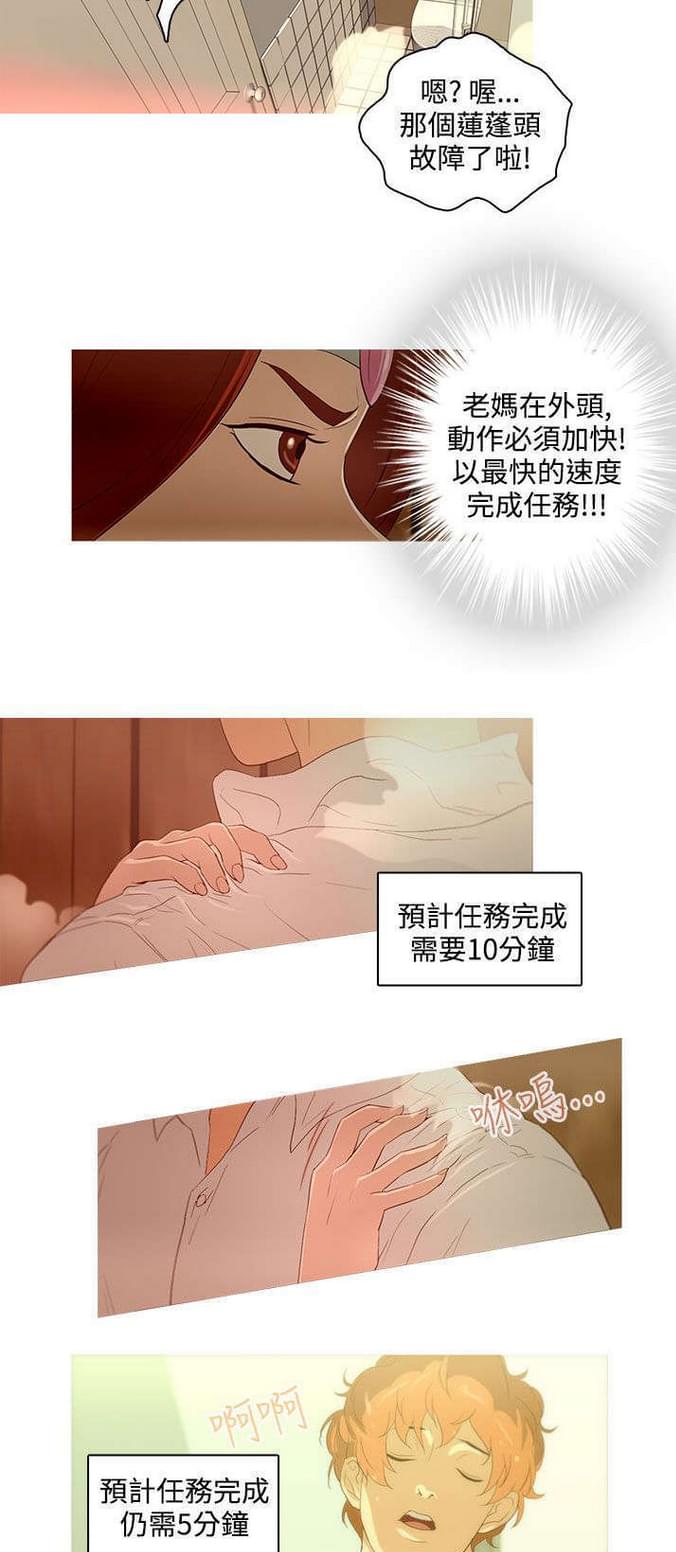 嗯? 喔...
那個蓮蓬頭
故障了啦!
老媽在外頭,
動作必須加快!
以最快的速度
完成任務!!!
預計任務完成
需要10分鐘
咻嗚...
啊啊
預計任務完成
仍需5分鐘